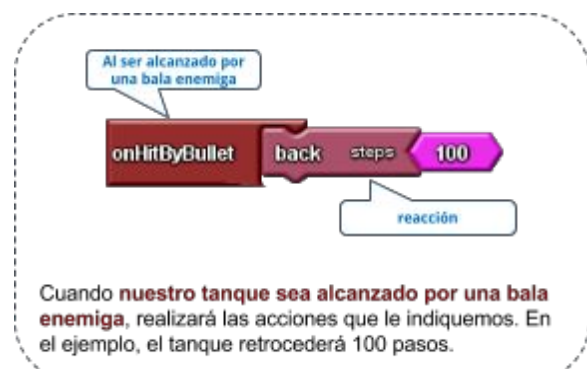 Al ser alcanzado por
una bala enemiga
onHitByBullet back steps 100
reacción
Cuando nuestro tanque sea alcanzado por una bala
enemiga, realizará las acciones que le indiquemos. En
el ejemplo, el tanque retrocederá 100 pasos.